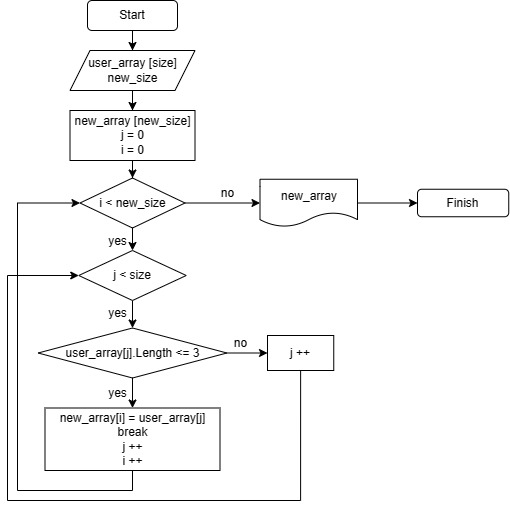 Start
user_array [size]
new_size
new_array [new_size]
j = 0
i = 0
i < new_size
no
new_array
Finish
yes
j < size
yes
user_array[j].Length <= 3
no
j ++
yes
new_array[i] = user_array[j]
break
j ++
i ++